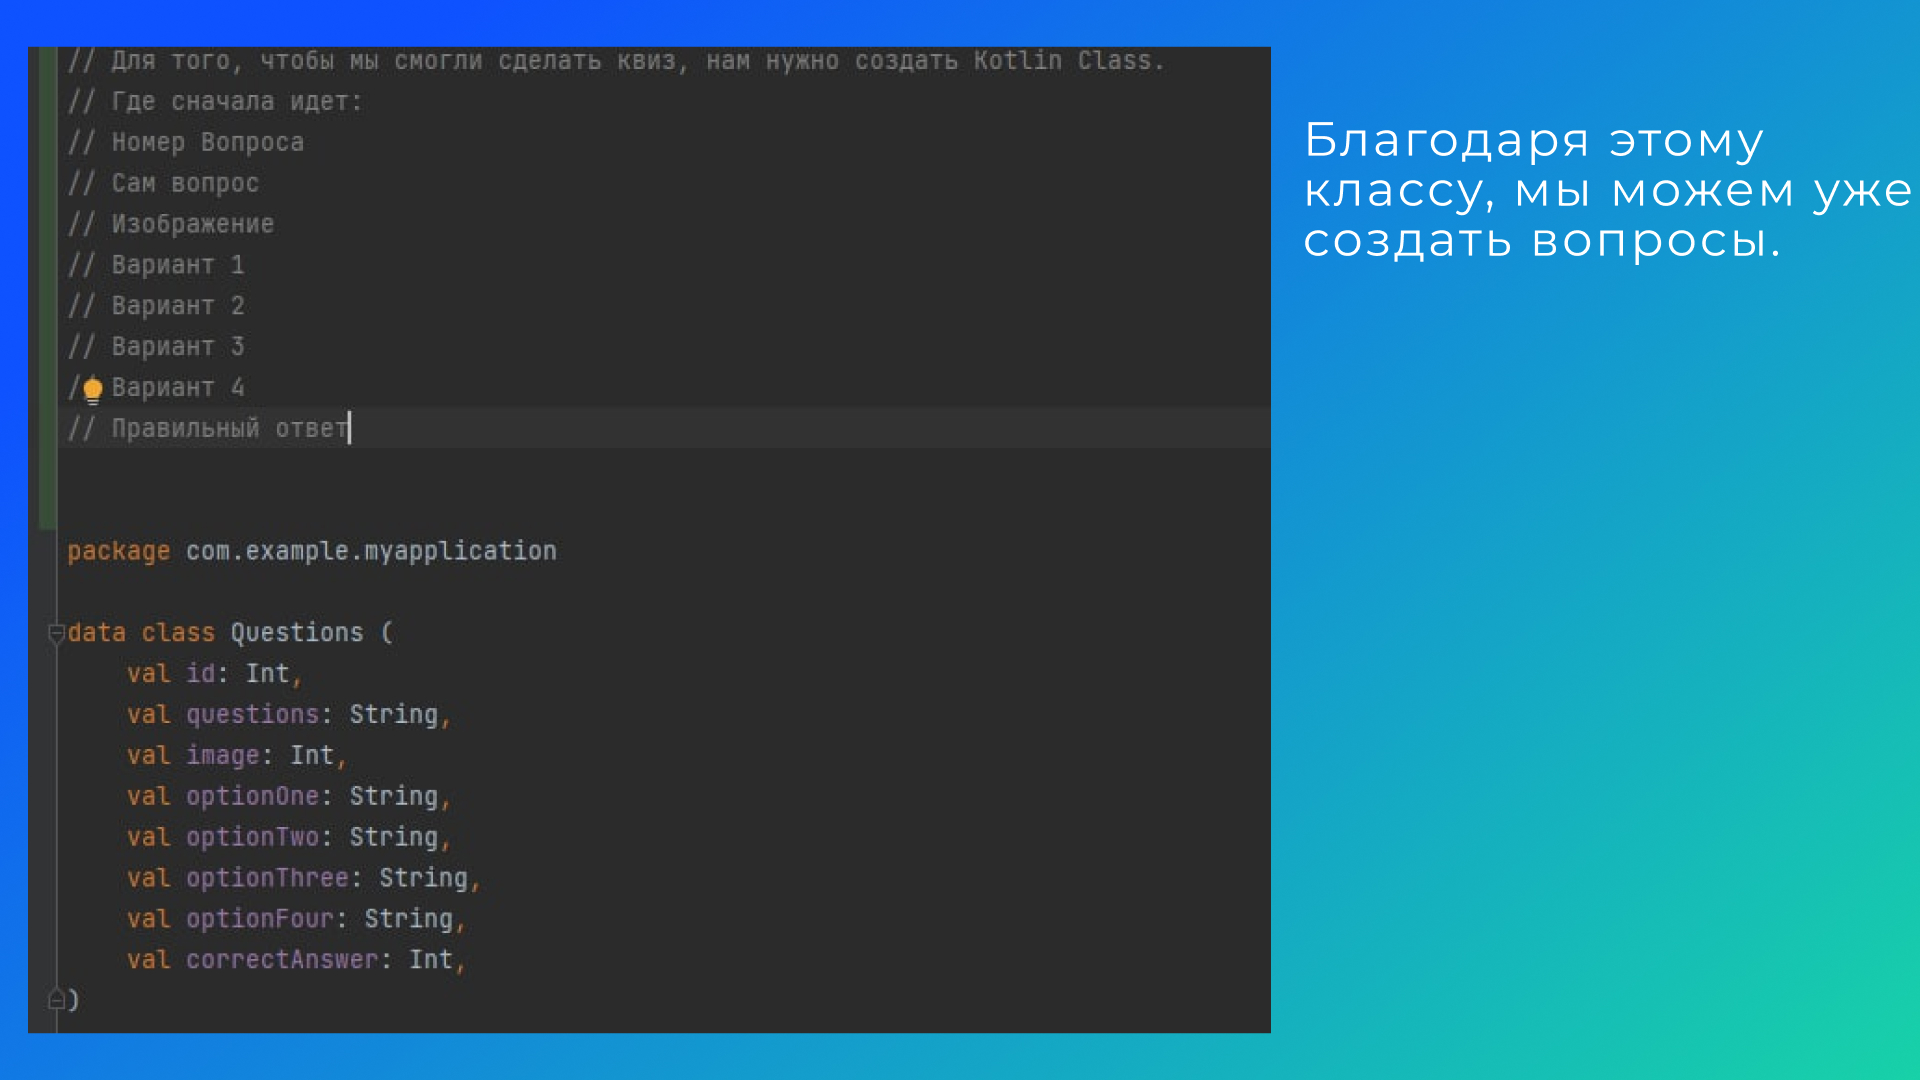 // Для того, чтобы мы смогли сделать квиз, нам нужно создать Kotlin Class.
// Где сначала идет:
// Номер Вопроса
// Сам вопрос
// Изображение
// Вариант 1
// Вариант 2
// Вариант 3
/ Вариант 4
// Правильный ответ
package com.example.myapplication
data class Questions (
val id: Int,
val questions: String,
val image: Int,
val optionOne: String,
val optionTwo: String,
val optionThree: String,
val optionFour: String,
val correctAnswer: Int,
)
Благодаря этому
классу, мы можем уже
создать вопросы.